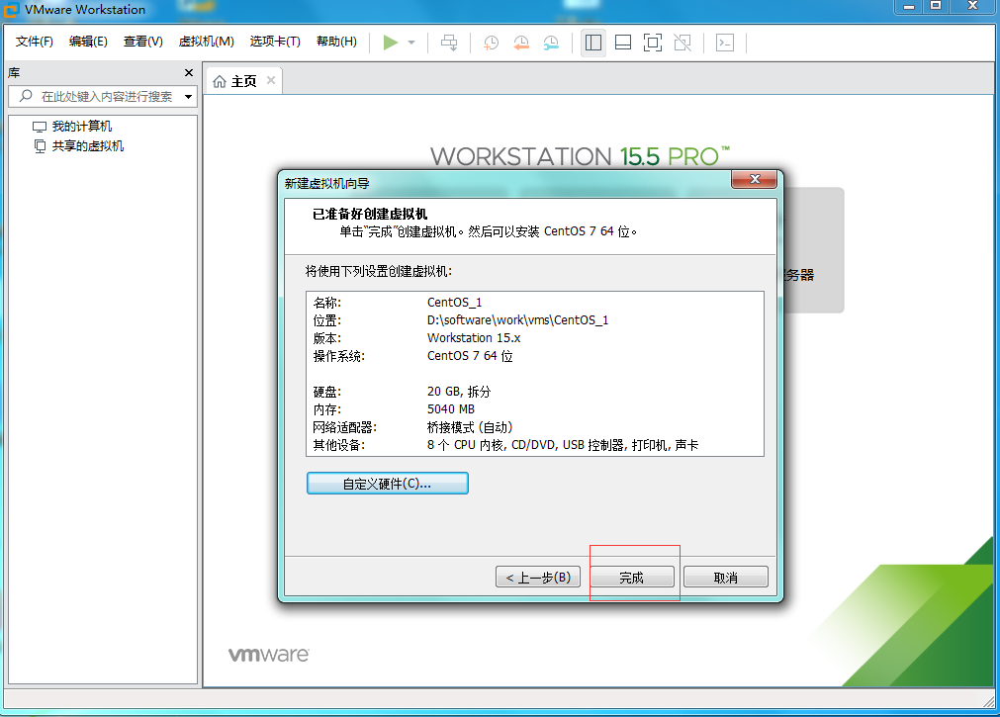 VMware Workstation
文件(F) 编辑(E) 查看(V) 虚拟机(M) 选项卡(T) 帮助(H)
库
主页
在此处键入内容进行搜索
我的计算机
共享的虚拟机
WORKSTATION 15.5 PRO™
新建虚拟机向导
已准备好创建虚拟机
单击“完成”创建虚拟机。然后可以安装 CentOS 7 64 位。
务器
将使用下列设置创建虚拟机:
名称: CentOS_1
位置: D:\software\work\vms\CentOS_1
版本: Workstation 15.x
操作系统: CentOS 7 64 位
硬盘: 20 GB, 拆分
内存: 5040 MB
网络适配器: 桥接模式 (自动)
其他设备: 8 个 CPU 内核, CD/DVD, USB 控制器, 打印机, 声卡
自定义硬件(C)...
< 上一步(B) 完成 取消
vmware